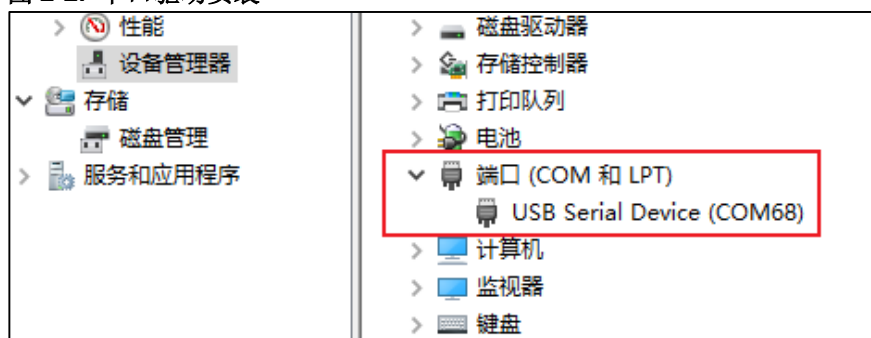 性能
设备管理器
存储
磁盘管理
服务和应用程序
磁盘驱动器
存储控制器
打印队列
电池
端口 (COM 和 LPT)
USB Serial Device (COM68)
计算机
监视器
键盘